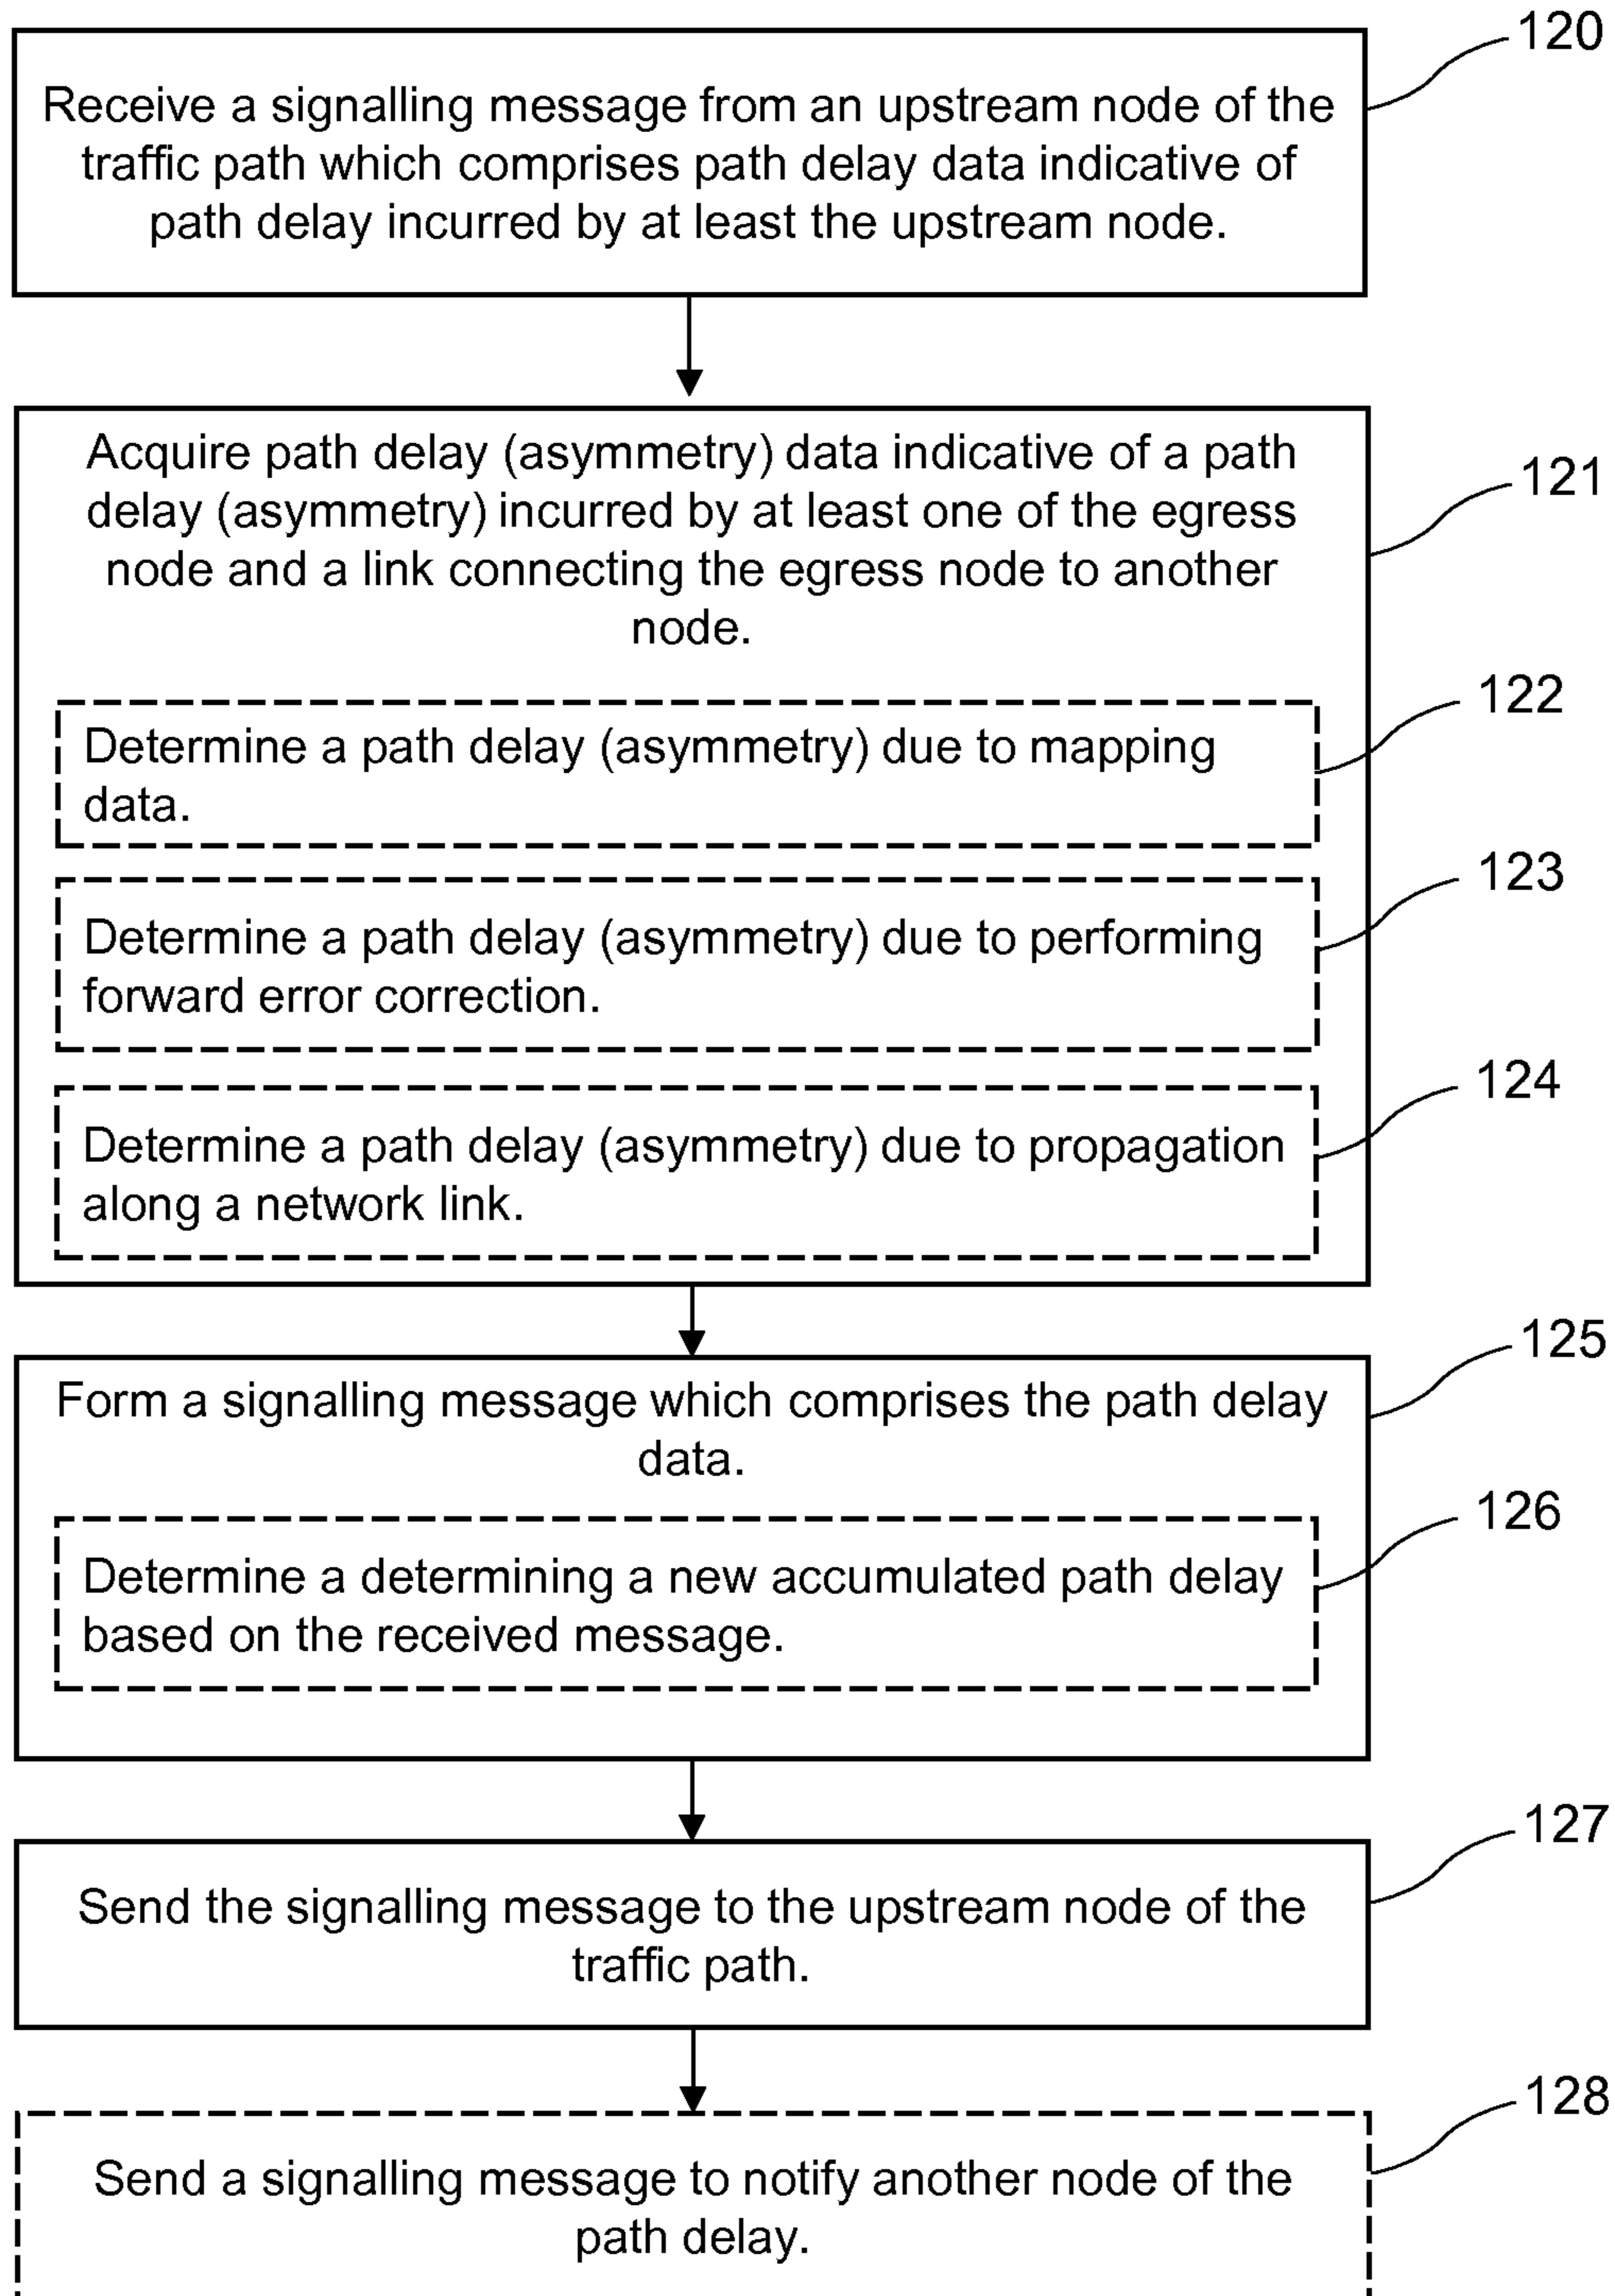 120
Receive a signalling message from an upstream node of the
traffic path which comprises path delay data indicative of
path delay incurred by at least the upstream node.
121
Acquire path delay (asymmetry) data indicative of a path
delay (asymmetry) incurred by at least one of the egress
node and a link connecting the egress node to another
node.
122
Determine a path delay (asymmetry) due to mapping
data.
123
Determine a path delay (asymmetry) due to performing
forward error correction.
124
Determine a path delay (asymmetry) due to propagation
along a network link.
125
Form a signalling message which comprises the path delay
data.
126
Determine a determining a new accumulated path delay
based on the received message.
127
Send the signalling message to the upstream node of the
traffic path.
128
Send a signalling message to notify another node of the
path delay.